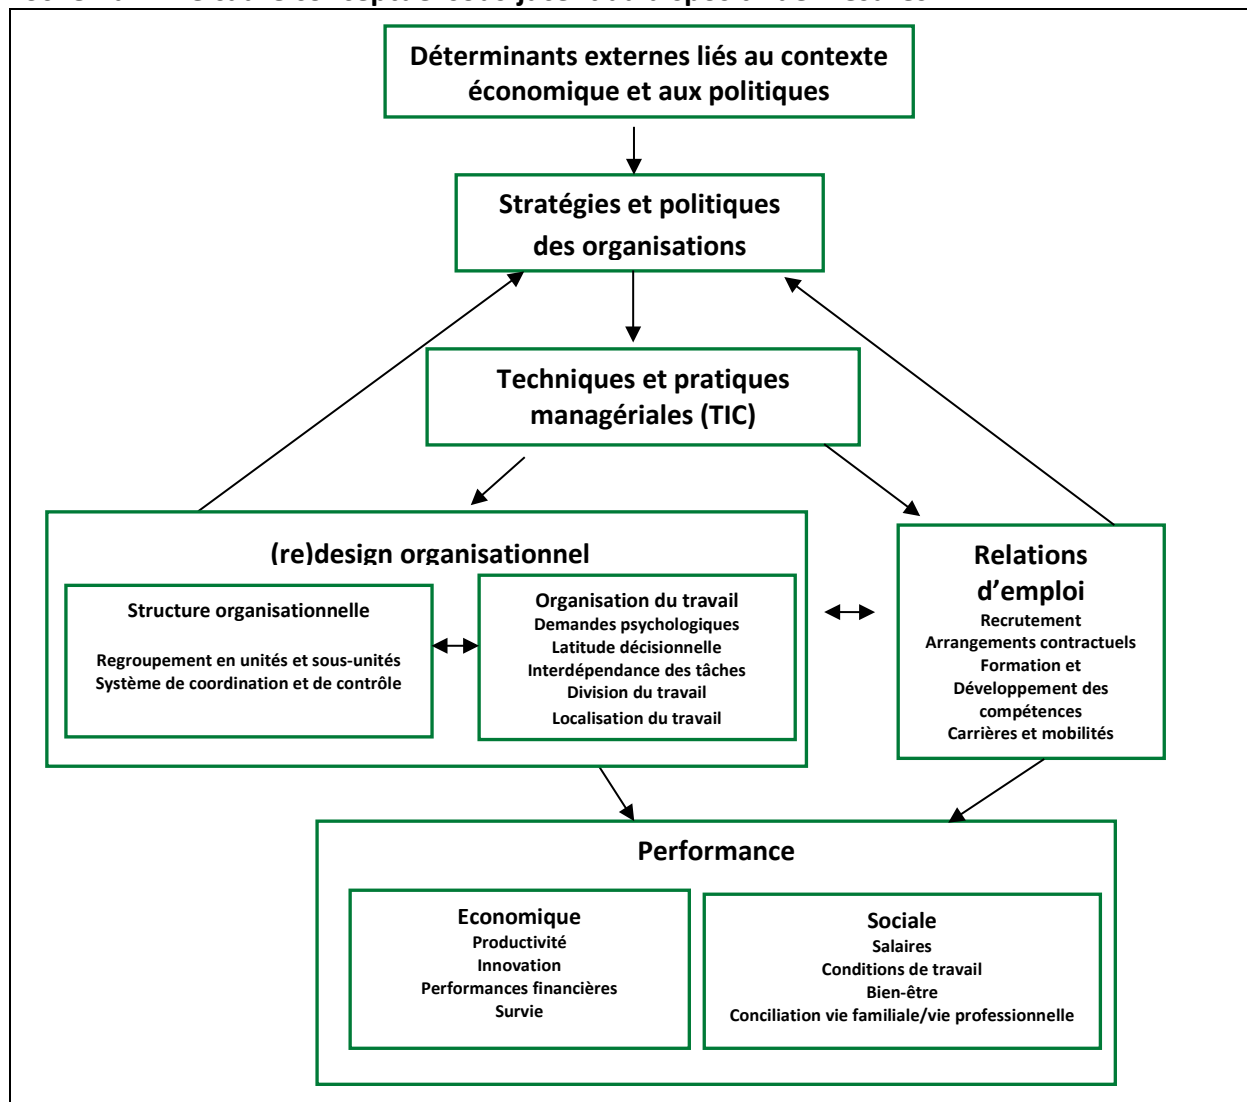 Déterminants externes liés au contexte
économique et aux politiques
Stratégies et politiques
des organisations
Techniques et pratiques
managériales (TIC)
(re)design organisationnel
Structure organisationnelle
Regroupement en unités et sous-unités
Système de coordination et de contrôle
Organisation du travail
Demandes psychologiques
Latitude décisionnelle
Interdépendance des tâches
Division du travail
Localisation du travail
Relations
d’emploi
Recrutement
Arrangements contractuels
Formation et
Développement des
compétences
Carrières et mobilités
Performance
Economique
Productivité
Innovation
Performances financières
Survie
Sociale
Salaires
Conditions de travail
Bien-être
Conciliation vie familiale/vie professionnelle